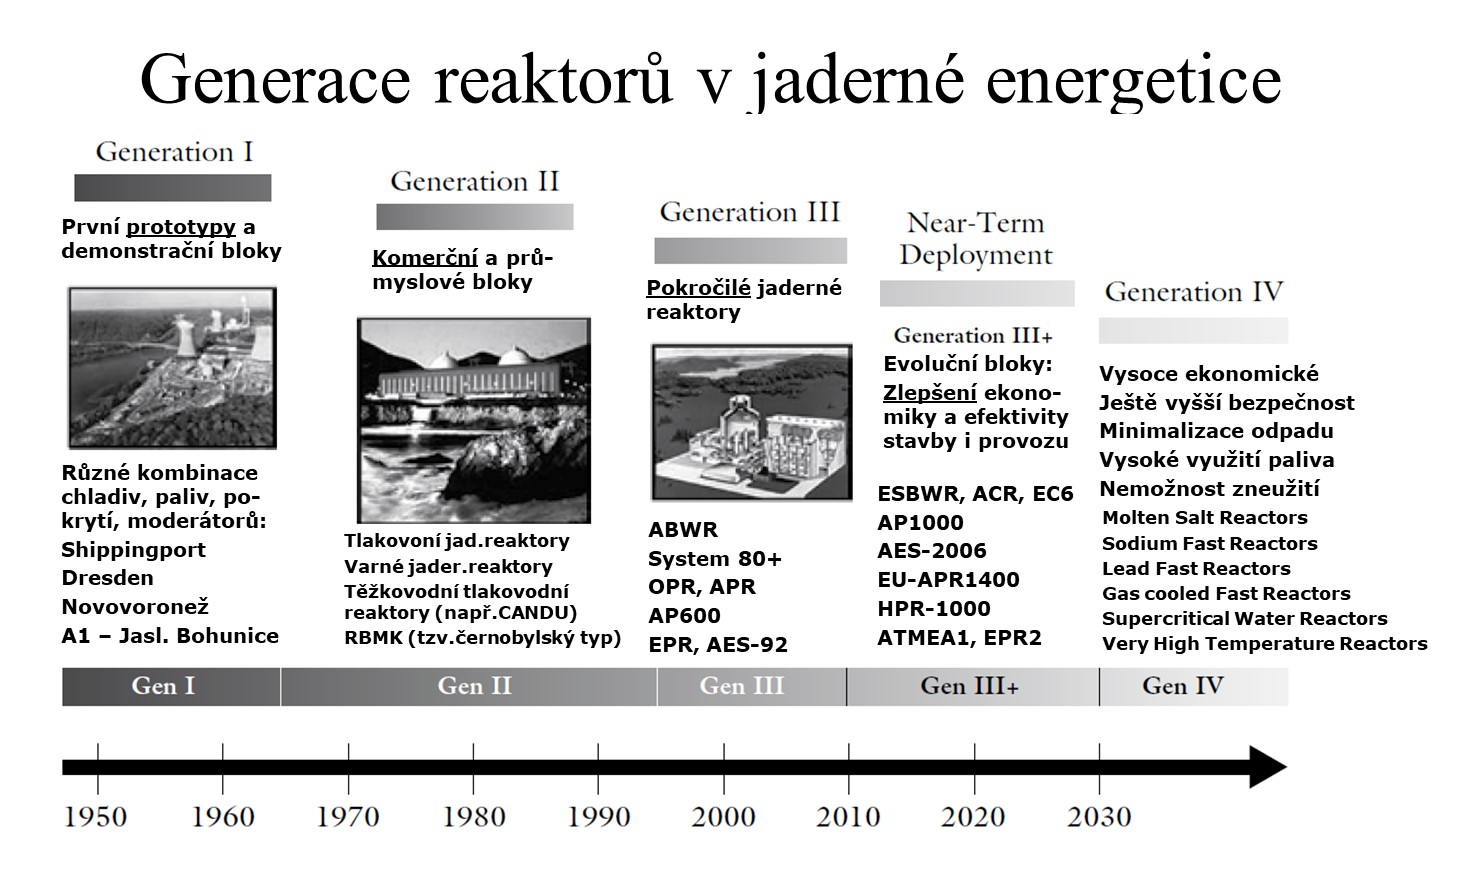 Generace reaktorů v jaderné energetice
Generation I
První prototypy a
demonstrační bloky
Různé kombinace
chladiv, paliv, po-
krytí, moderátorů:
Shippingport
Dresden
Novovoronež
A1 – Jasl. Bohunice
Generation II
Komerční a prů-
myslové bloky
Tlakovoní jad.reaktory
Varné jader.reaktory
Těžkovodní tlakovodní
reaktory (např.CANDU)
RBMK (tzv.černobylský typ)
Generation III
Pokročilé jaderné
reaktory
ABWR
System 80+
OPR, APR
AP600
EPR, AES-92
Near-Term
Deployment
Generation III+
Evoluční bloky:
Zlepšení ekono-
miky a efektivity
stavby i provozu
ESBWR, ACR, EC6
AP1000
AES-2006
EU-APR1400
HPR-1000
ATMEA1, EPR2
Generation IV
Vysoce ekonomické
Ještě vyšší bezpečnost
Minimalizace odpadu
Vysoké využití paliva
Nemožnost zneužití
Molten Salt Reactors
Sodium Fast Reactors
Lead Fast Reactors
Gas cooled Fast Reactors
Supercritical Water Reactors
Very High Temperature Reactors
Gen I Gen II Gen III Gen III+ Gen IV
1950 1960 1970 1980 1990 2000 2010 2020 2030